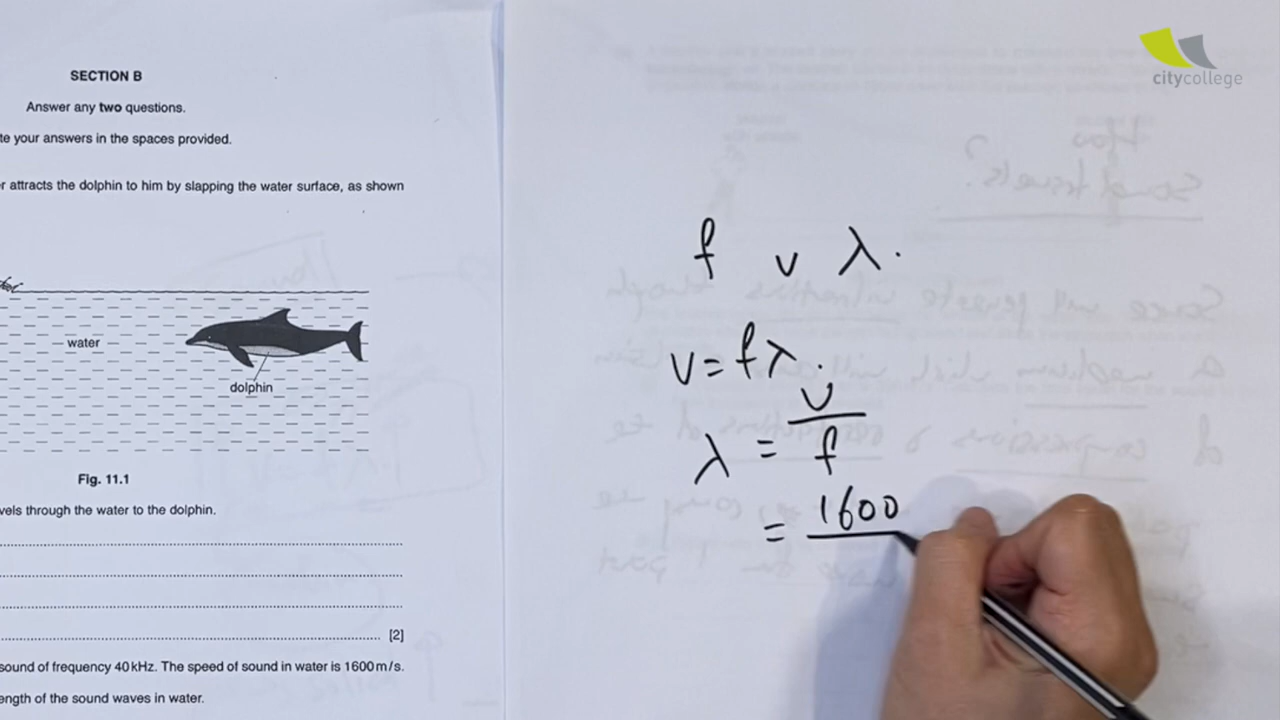 SECTION B
Answer any two questions.
te your answers in the spaces provided.
r attracts the dolphin to him by slapping the water surface, as shown
water
dolphin
Fig. 11.1
vels through the water to the dolphin.
[2]
sound of frequency 40 kHz. The speed of sound in water is 1600 m/s.
ength of the sound waves in water.
citycollege
f v λ.
v = fλ.
λ = v/f
= 1600